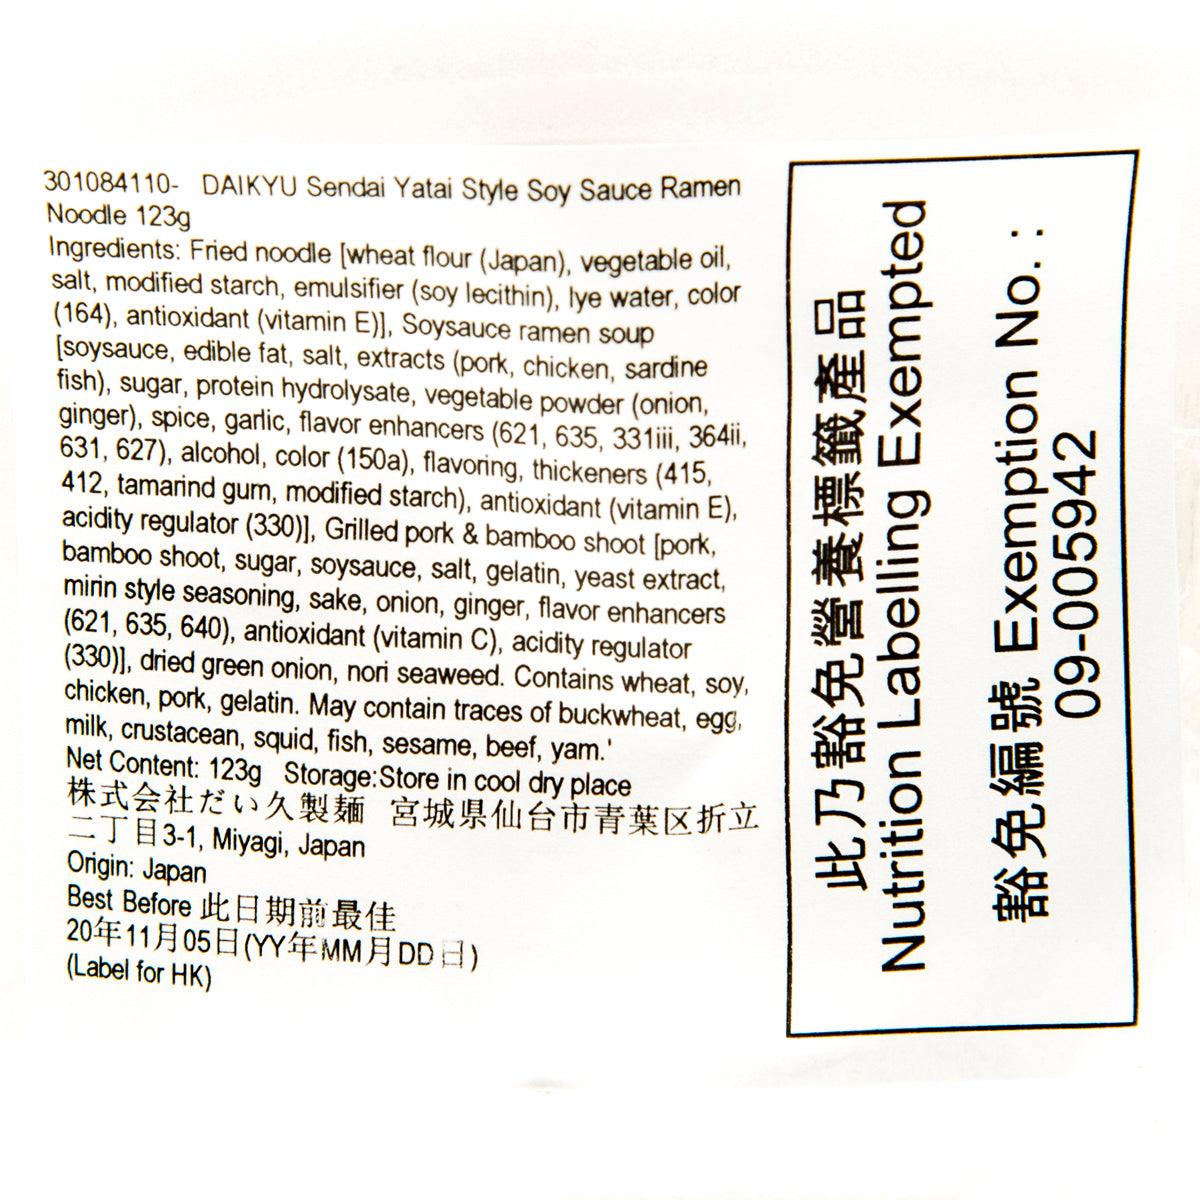 301084110-   DAIKYU Sendai Yatai Style Soy Sauce Ramen
Noodle 123g
Ingredients: Fried noodle [wheat flour (Japan), vegetable oil,
salt, modified starch, emulsifier (soy lecithin), lye water, color
(164), antioxidant (vitamin E)], Soysauce ramen soup
[soysauce, edible fat, salt, extracts (pork, chicken, sardine
fish), sugar, protein hydrolysate, vegetable powder (onion,
ginger), spice, garlic, flavor enhancers (621, 635, 331iii, 364ii,
631, 627), alcohol, color (150a), flavoring, thickeners (415,
412, tamarind gum, modified starch), antioxidant (vitamin E),
acidity regulator (330)], Grilled pork & bamboo shoot [pork,
bamboo shoot, sugar, soysauce, salt, gelatin, yeast extract,
mirin style seasoning, sake, onion, ginger, flavor enhancers
(621, 635, 640), antioxidant (vitamin C), acidity regulator
(330)], dried green onion, nori seaweed. Contains wheat, soy,
chicken, pork, gelatin. May contain traces of buckwheat, egg,
milk, crustacean, squid, fish, sesame, beef, yam.'
Net Content: 123g   Storage:Store in cool dry place
株式会社だい久製麺  宮城県仙台市青葉区折立
二丁目3-1, Miyagi, Japan
Origin: Japan
Best Before 此日期前最佳
20年11月05日(YY年MM月DD日)
(Label for HK)
此乃豁免營養標籤產品
Nutrition Labelling Exempted
豁免編號 Exemption No. :
09-005942